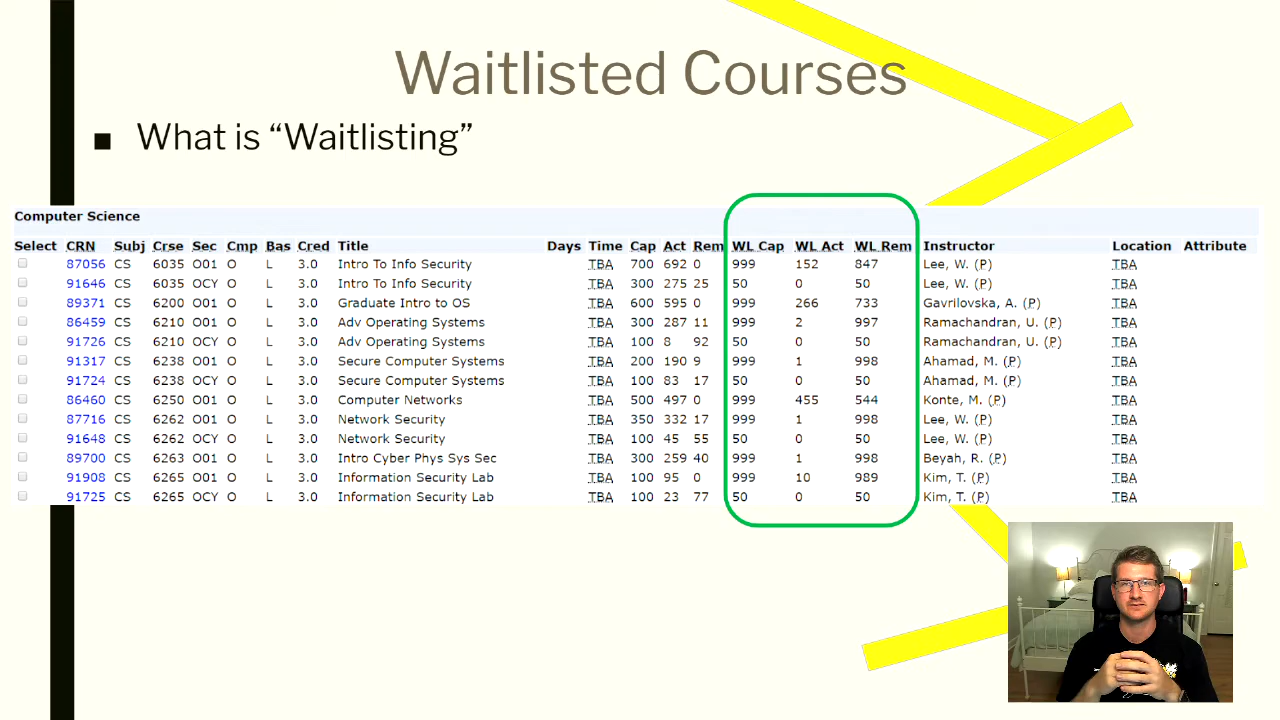 Waitlisted Courses
■ What is “Waitlisting”
Computer Science
Select CRN Subj Crse Sec Cmp Bas Cred Title Days Time Cap Act Rem WL Cap WL Act WL Rem Instructor Location Attribute
87056 CS 6035 O01 O L 3.0 Intro To Info Security TBA 700 692 0 999 152 847 Lee, W. (P) TBA
91646 CS 6035 OCY O L 3.0 Intro To Info Security TBA 300 275 25 50 0 50 Lee, W. (P) TBA
89371 CS 6200 O01 O L 3.0 Graduate Intro to OS TBA 600 595 0 999 266 733 Gavrilovska, A. (P) TBA
86459 CS 6210 O01 O L 3.0 Adv Operating Systems TBA 300 287 11 999 2 997 Ramachandran, U. (P) TBA
91726 CS 6210 OCY O L 3.0 Adv Operating Systems TBA 100 8 92 50 0 50 Ramachandran, U. (P) TBA
91317 CS 6238 O01 O L 3.0 Secure Computer Systems TBA 200 190 9 999 1 998 Ahamad, M. (P) TBA
91724 CS 6238 OCY O L 3.0 Secure Computer Systems TBA 100 83 17 50 0 50 Ahamad, M. (P) TBA
86460 CS 6250 O01 O L 3.0 Computer Networks TBA 500 497 0 999 455 544 Konte, M. (P) TBA
87716 CS 6262 O01 O L 3.0 Network Security TBA 350 332 17 999 1 998 Lee, W. (P) TBA
91648 CS 6262 OCY O L 3.0 Network Security TBA 100 45 55 50 0 50 Lee, W. (P) TBA
89700 CS 6263 O01 O L 3.0 Intro Cyber Phys Sys Sec TBA 300 259 40 999 1 998 Beyah, R. (P) TBA
91908 CS 6265 O01 O L 3.0 Information Security Lab TBA 100 95 0 999 10 989 Kim, T. (P) TBA
91725 CS 6265 OCY O L 3.0 Information Security Lab TBA 100 23 77 50 0 50 Kim, T. (P) TBA